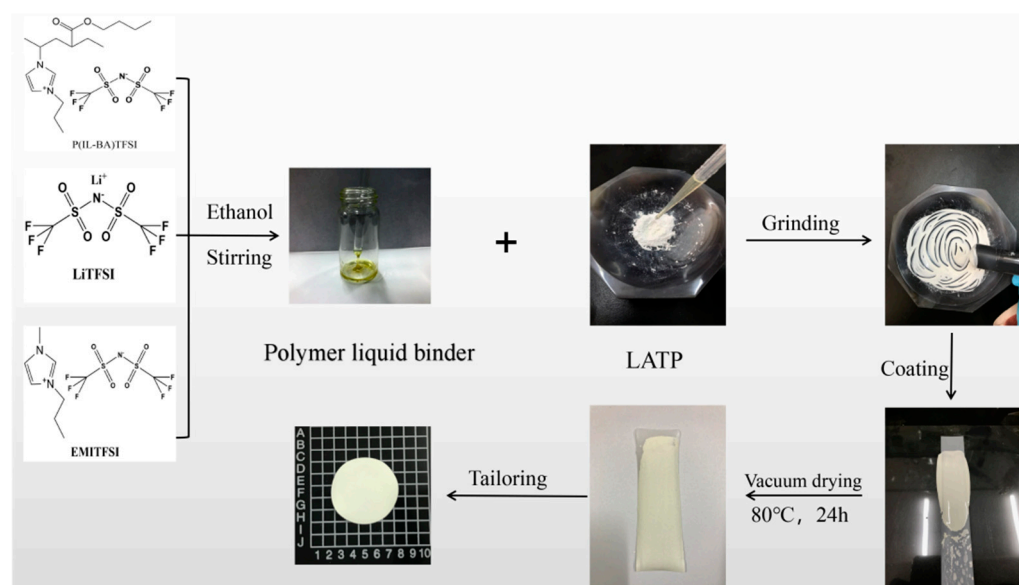 O
O
N
N
+
O
O
N⁻
S
S
O
O
F
F
F
F
F
F
P(IL-BA)TFSI
Li⁺
O
O
N⁻
S
S
O
O
F
F
F
F
F
F
LiTFSI
N
N
+
O
O
N⁻
S
S
O
O
F
F
F
F
F
F
EMITFSI
Ethanol
Stirring
Polymer liquid binder
+
LATP
Grinding
Coating
Vacuum drying
80℃, 24h
Tailoring
A
B
C
D
E
F
G
H
I
J
1 2 3 4 5 6 7 8 9 10